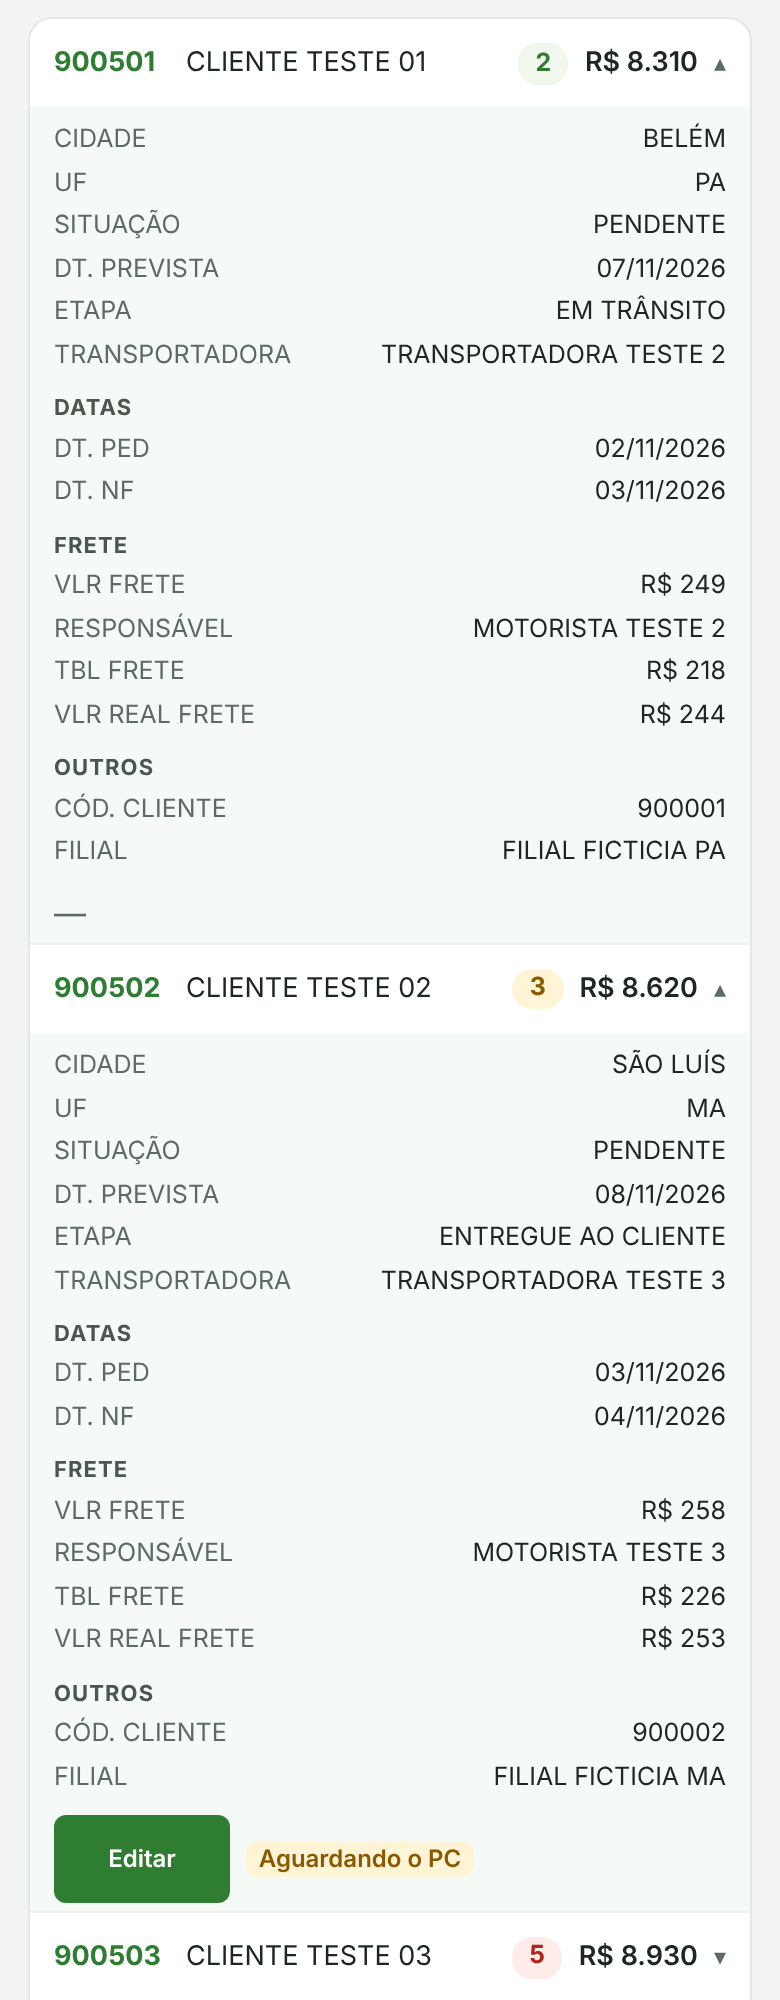 900501 CLIENTE TESTE 01 2 R$ 8.310 ▲
CIDADE BELÉM
UF PA
SITUAÇÃO PENDENTE
DT. PREVISTA 07/11/2026
ETAPA EM TRÂNSITO
TRANSPORTADORA TRANSPORTADORA TESTE 2
DATAS
DT. PED 02/11/2026
DT. NF 03/11/2026
FRETE
VLR FRETE R$ 249
RESPONSÁVEL MOTORISTA TESTE 2
TBL FRETE R$ 218
VLR REAL FRETE R$ 244
OUTROS
CÓD. CLIENTE 900001
FILIAL FILIAL FICTICIA PA
—
900502 CLIENTE TESTE 02 3 R$ 8.620 ▲
CIDADE SÃO LUÍS
UF MA
SITUAÇÃO PENDENTE
DT. PREVISTA 08/11/2026
ETAPA ENTREGUE AO CLIENTE
TRANSPORTADORA TRANSPORTADORA TESTE 3
DATAS
DT. PED 03/11/2026
DT. NF 04/11/2026
FRETE
VLR FRETE R$ 258
RESPONSÁVEL MOTORISTA TESTE 3
TBL FRETE R$ 226
VLR REAL FRETE R$ 253
OUTROS
CÓD. CLIENTE 900002
FILIAL FILIAL FICTICIA MA
Editar Aguardando o PC
900503 CLIENTE TESTE 03 5 R$ 8.930 ▼